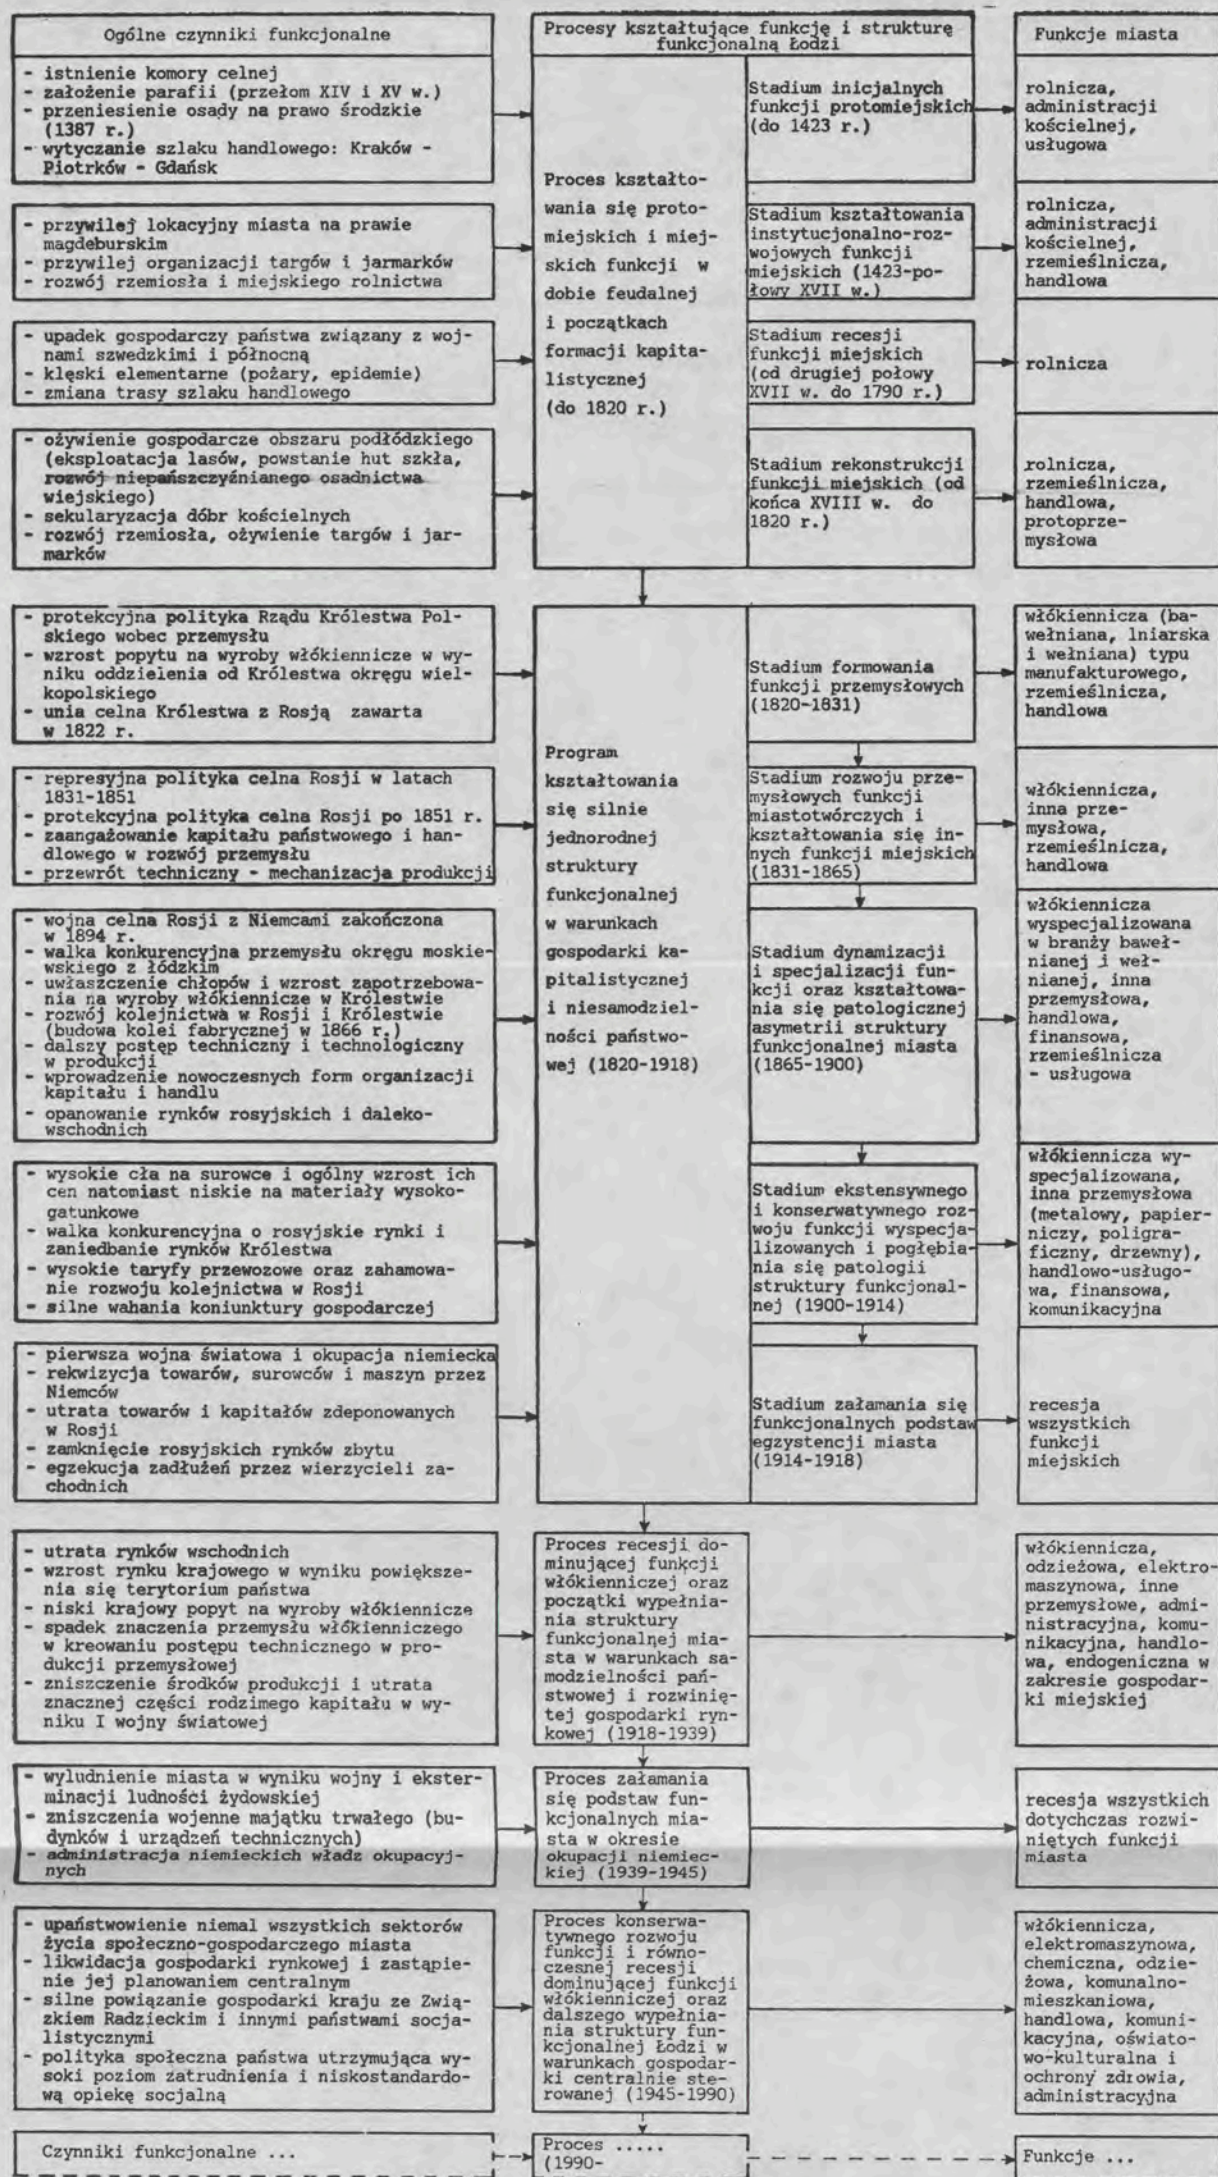 Ogólne czynniki funkcjonalne
Procesy kształtujące funkcję i strukturę
funkcjonalną Łodzi
Funkcje miasta
- istnienie komory celnej
- założenie parafii (przełom XIV i XV w.)
- przeniesienie osady na prawo środzkie
(1387 r.)
- wytyczanie szlaku handlowego: Kraków -
Piotrków - Gdańsk
Proces kształto-
wania się proto-
miejskich i miej-
skich funkcji w
dobie feudalnej
i początkach
formacji kapita-
listycznej
(do 1820 r.)
Stadium inicjalnych
funkcji protomiejskich
(do 1423 r.)
rolnicza,
administracji
kościelnej,
usługowa
- przywilej lokacyjny miasta na prawie
magdeburskim
- przywilej organizacji targów i jarmarków
- rozwój rzemiosła i miejskiego rolnictwa
Stadium kształtowania
instytucjonalno-roz-
wojowych funkcji
miejskich (1423-po-
łowy XVII w.)
rolnicza,
administracji
kościelnej,
rzemieślnicza,
handlowa
- upadek gospodarczy państwa związany z woj-
nami szwedzkimi i północną
- klęski elementarne (pożary, epidemie)
- zmiana trasy szlaku handlowego
Stadium recesji
funkcji miejskich
(od drugiej połowy
XVII w. do 1790 r.)
rolnicza
- ożywienie gospodarcze obszaru podłódzkiego
(eksploatacja lasów, powstanie hut szkła,
rozwój niepańszczyźnianego osadnictwa
wiejskiego)
- sekularyzacja dóbr kościelnych
- rozwój rzemiosła, ożywienie targów i jar-
marków
Stadium rekonstrukcji
funkcji miejskich (od
końca XVIII w. do
1820 r.)
rolnicza,
rzemieślnicza,
handlowa,
protoprze-
mysłowa
- protekcyjna polityka Rządu Królestwa Pol-
skiego wobec przemysłu
- wzrost popytu na wyroby włókiennicze w wy-
niku oddzielenia od Królestwa okręgu wiel-
kopolskiego
- unia celna Królestwa z Rosją zawarta
w 1822 r.
Program
kształtowania
się silnie
jednorodnej
struktury
funkcjonalnej
w warunkach
gospodarki ka-
pitalistycznej
i niesamodziel-
ności państwo-
wej (1820-1918)
Stadium formowania
funkcji przemysłowych
(1820-1831)
włókiennicza (ba-
wełniana, lniarska
i wełniana) typu
manufakturowego,
rzemieślnicza,
handlowa
- represyjna polityka celna Rosji w latach
1831-1851
- protekcyjna polityka celna Rosji po 1851 r.
- zaangażowanie kapitału państwowego i han-
dlowego w rozwój przemysłu
- przewrót techniczny - mechanizacja produkcji
Stadium rozwoju prze-
mysłowych funkcji
miastotwórczych i
kształtowania się in-
nych funkcji miejskich
(1831-1865)
włókiennicza,
inna prze-
mysłowa,
rzemieślnicza,
handlowa
- wojna celna Rosji z Niemcami zakończona
w 1894 r.
- walka konkurencyjna przemysłu okręgu moskie-
wskiego z łódzkim
- uwłaszczenie chłopów i wzrost zapotrzebowa-
nia na wyroby włókiennicze w Królestwie
- rozwój kolejnictwa w Rosji i Królestwie
(budowa kolei fabrycznej w 1866 r.)
- dalszy postęp techniczny i technologiczny
w produkcji
- wprowadzenie nowoczesnych form organizacji
kapitału i handlu
- opanowanie rynków rosyjskich i daleko-
wschodnich
Stadium dynamizacji
i specjalizacji fun-
kcji oraz kształtowa-
nia się patologicznej
asymetrii struktury
funkcjonalnej miasta
(1865-1900)
włókiennicza
wyspecjalizowana
w branży baweł-
nianej i weł-
nianej, inna
przemysłowa,
handlowa,
finansowa,
rzemieślnicza
- usługowa
- wysokie cła na surowce i ogólny wzrost ich
cen natomiast niskie na materiały wysoko-
gatunkowe
- walka konkurencyjna o rosyjskie rynki i
zaniedbanie rynków Królestwa
- wysokie taryfy przewozowe oraz zahamowa-
nie rozwoju kolejnictwa w Rosji
- silne wahania koniunktury gospodarczej
Stadium ekstensywnego
i konserwatywnego roz-
woju funkcji wyspecja-
lizowanych i pogłębia-
nia się patologii
struktury funkcjonal-
nej (1900-1914)
włókiennicza wy-
specjalizowana,
inna przemysłowa
(metalowy, papier-
niczy, poligra-
ficzny, drzewny),
handlowo-usługo-
wa, finansowa,
komunikacyjna
- pierwsza wojna światowa i okupacja niemiecka
- rekwizycja towarów, surowców i maszyn przez
Niemców
- utrata towarów i kapitałów zdeponowanych
w Rosji
- zamknięcie rosyjskich rynków zbytu
- egzekucja zadłużeń przez wierzycieli za-
chodnich
Stadium załamania się
funkcjonalnych podstaw
egzystencji miasta
(1914-1918)
recesja
wszystkich
funkcji
miejskich
- utrata rynków wschodnich
- wzrost rynku krajowego w wyniku powiększe-
nia się terytorium państwa
- niski krajowy popyt na wyroby włókiennicze
- spadek znaczenia przemysłu włókienniczego
w kreowaniu postępu technicznego w pro-
dukcji przemysłowej
- zniszczenie środków produkcji i utrata
znacznej części rodzimego kapitału w wy-
niku I wojny światowej
Proces recesji do-
minującej funkcji
włókienniczej oraz
początki wypełnia-
nia struktury
funkcjonalnej mia-
sta w warunkach sa-
modzielności pań-
stwowej i rozwinię-
tej gospodarki ryn-
kowej (1918-1939)
włókiennicza,
odzieżowa, elektro-
maszynowa, inne
przemysłowe, admi-
nistracyjna, komu-
nikacyjna, handlo-
wa, endogeniczna w
zakresie gospodar-
ki miejskiej
- wyludnienie miasta w wyniku wojny i ekster-
minacji ludności żydowskiej
- zniszczenia wojenne majątku trwałego (bu-
dynków i urządzeń technicznych)
- administracja niemieckich władz okupacyj-
nych
Proces załamania
się podstaw fun-
kcjonalnych mia-
sta w okresie
okupacji niemiec-
kiej (1939-1945)
recesja wszystkich
dotychczas rozwi-
niętych funkcji
miasta
- upaństwowienie niemal wszystkich sektorów
życia społeczno-gospodarczego miasta
- likwidacja gospodarki rynkowej i zastąpie-
nie jej planowaniem centralnym
- silne powiązanie gospodarki kraju ze Zwią-
zkiem Radzieckim i innymi państwami socja-
listycznymi
- polityka społeczna państwa utrzymująca wy-
soki poziom zatrudnienia i niskostandardo-
wą opiekę socjalną
Proces konserwa-
tywnego rozwoju
funkcji i równo-
czesnej recesji
dominującej funkcji
włókienniczej oraz
dalszego wypełnia-
nia struktury fun-
kcjonalnej Łodzi w
warunkach gospodar-
ki centralnie ste-
rowanej (1945-1990)
włókiennicza,
elektromaszynowa,
chemiczna, odzie-
żowa, komunalno-
mieszkaniowa,
handlowa, komuni-
kacyjna, oświato-
wo-kulturalna i
ochrony zdrowia,
administracyjna
Czynniki funkcjonalne ...
Proces .....
(1990-
Funkcje ...